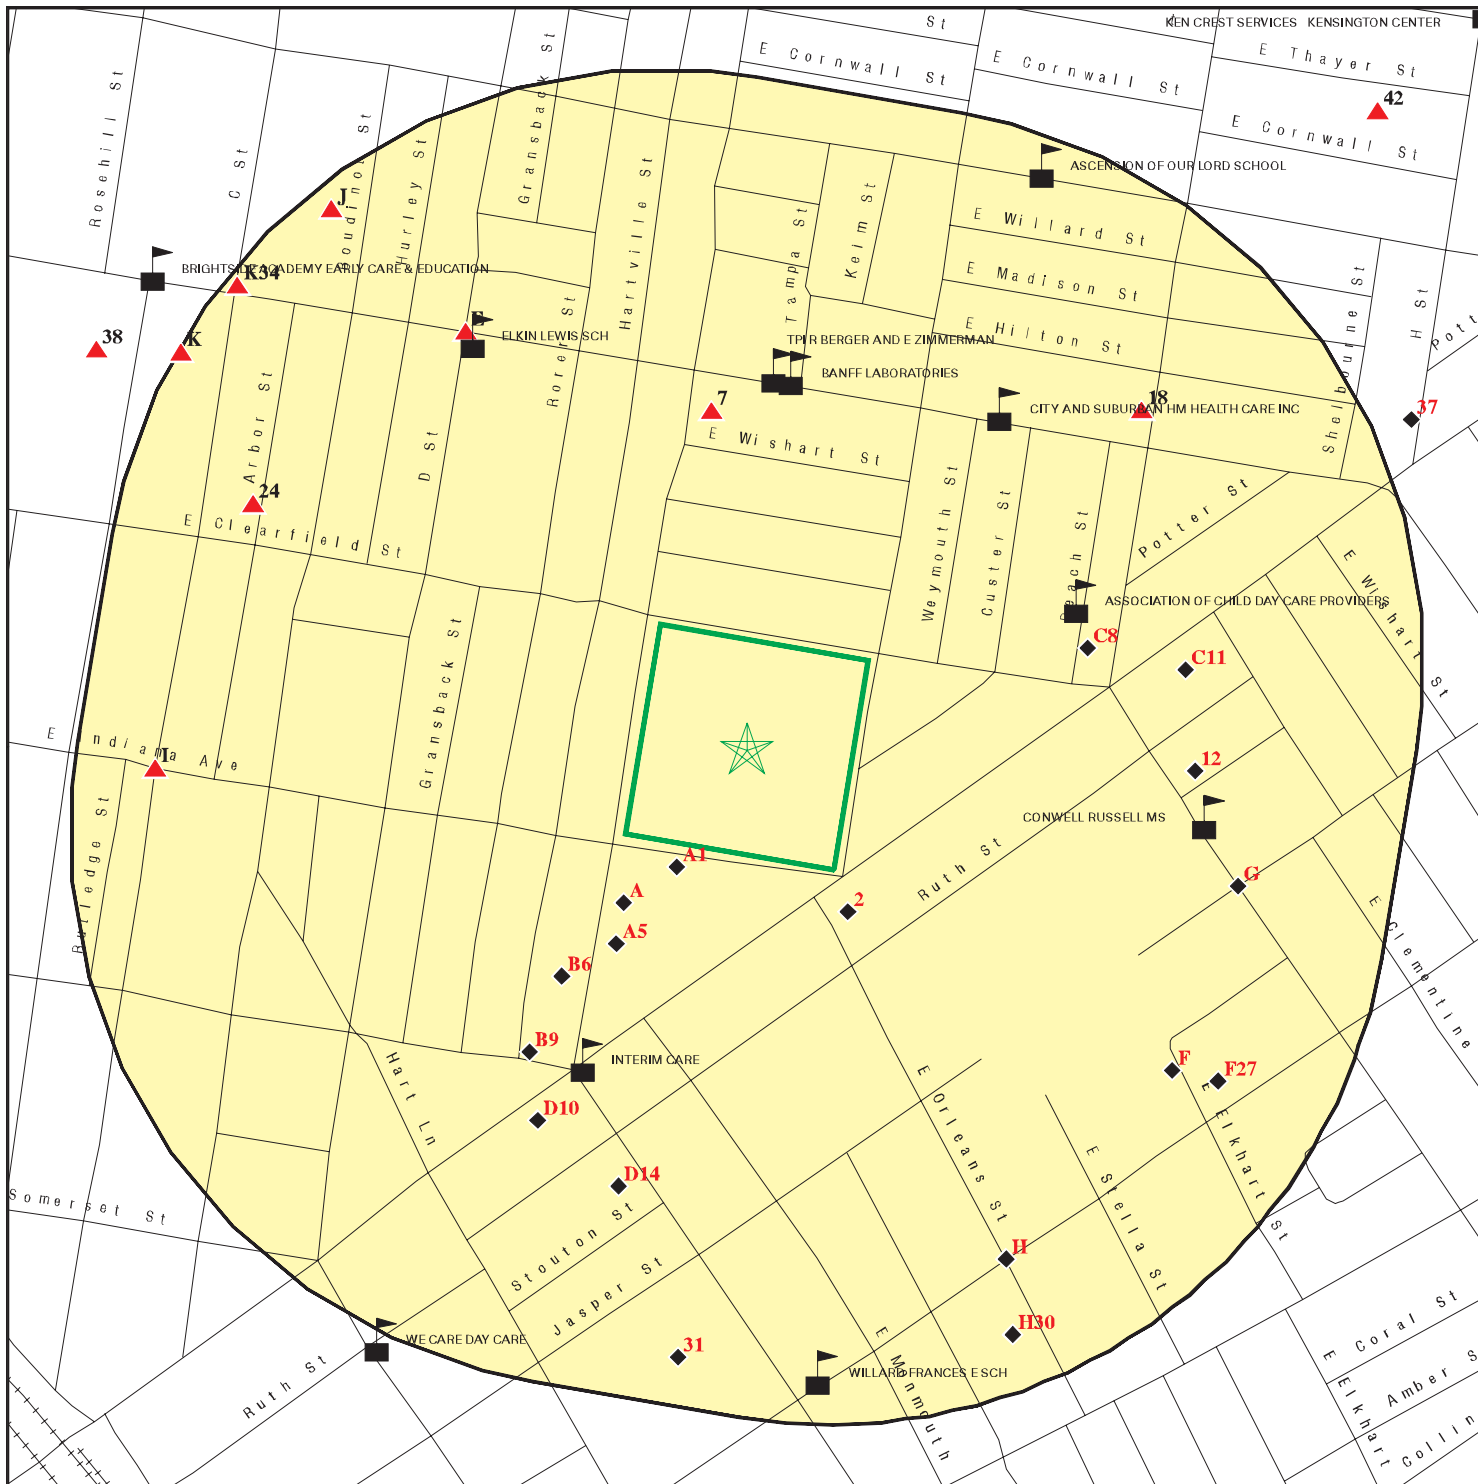 St
KEN CREST SERVICES KENSINGTON CENTER
E Cornwall St
E Cornwall St
E Thayer St
42
E Cornwall St
Rosehill St
C St
Boudinot St
Hurley St
Gransback St
Hartville St
ASCENSION OF OUR LORD SCHOOL
J
Keim St
Tampa St
E Willard St
BRIGHTSIDE ACADEMY EARLY CARE & EDUCATION
K34
E Madison St
Shelbourne St
H St
38
K
E
ELKIN LEWIS SCH
Rorer St
E Hilton St
TPI R BERGER AND E ZIMMERMAN
BANFF LABORATORIES
Arbor St
7
18
CITY AND SUBURBAN HM HEALTH CARE INC
37
D St
E Wishart St
24
E Clearfield St
Weymouth St
Custer St
Potter St
E Wishart St
ASSOCIATION OF CHILD DAY CARE PROVIDERS
C8
C11
Gransback St
E Indiana Ave
I
12
CONWELL RUSSELL MS
Rutledge St
A1
Ruth St
G
A
2
A5
E Clementine
B6
B9
INTERIM CARE
Hart Ln
F
F27
E Orleans St
E Elkhart St
D10
E Stella St
D14
Somerset St
Stouton St
H
Jasper St
H30
Coral St
WE CARE DAY CARE
31
E Monmouth
WILLARD FRANCES E SCH
Ruth St
E Elkhart
Amber S